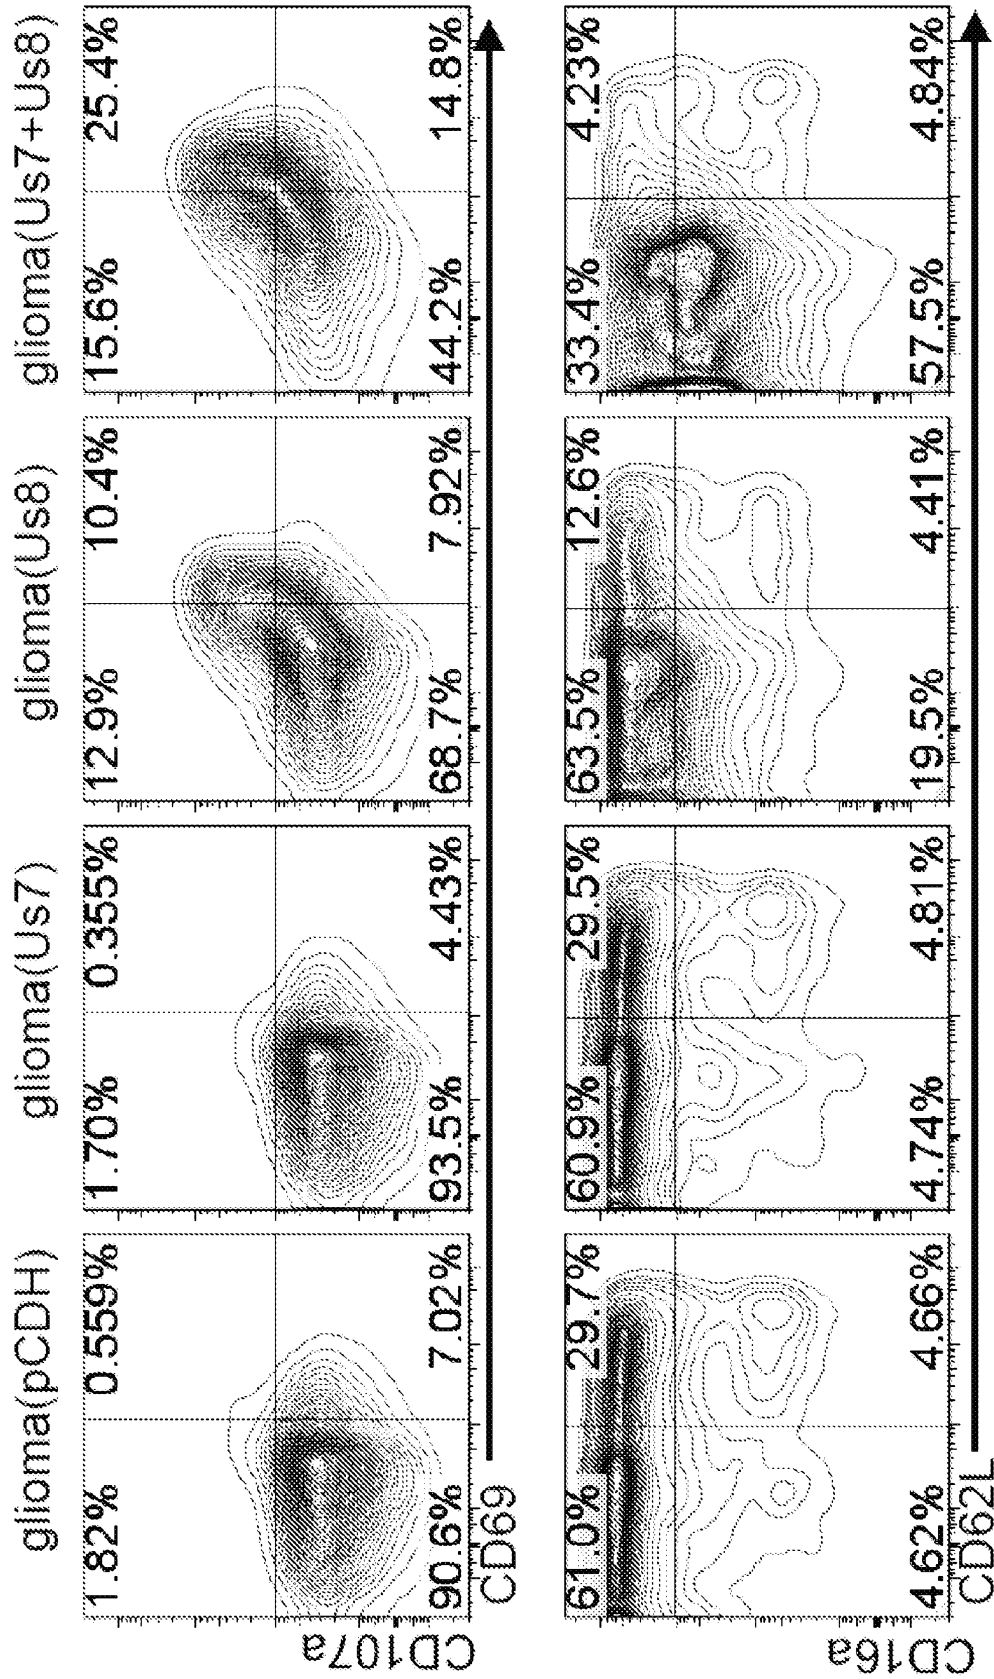 glioma(pCDH) glioma(Us7) glioma(Us8) glioma(Us7+Us8)
1.82% 0.559% 1.70% 0.355% 12.9% 10.4% 15.6% 25.4%
CD107a
90.6% 7.02% 93.5% 4.43% 68.7% 7.92% 44.2% 14.8%
CD69
61.0% 29.7% 60.9% 29.5% 63.5% 12.6% 33.4% 4.23%
CD16a
4.62% 4.66% 4.74% 4.81% 19.5% 4.41% 57.5% 4.84%
CD62L